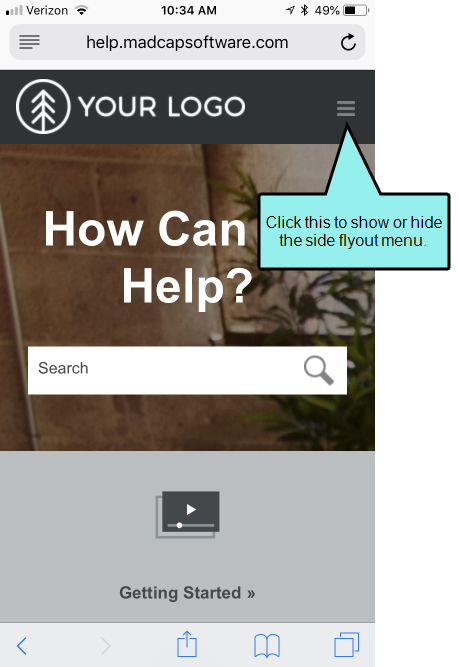 Verizon 10:34 AM 49%
help.madcapsoftware.com
YOUR LOGO
Click this to show or hide
the side flyout menu.
How Can
Help?
Search
Getting Started »